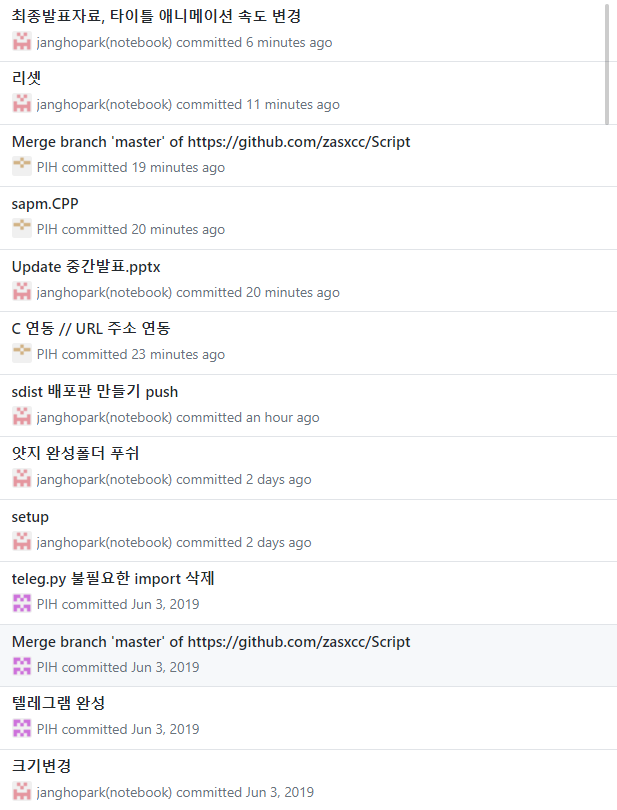 최종발표자료, 타이틀 애니메이션 속도 변경
janghopark(notebook) committed 6 minutes ago
리셋
janghopark(notebook) committed 11 minutes ago
Merge branch 'master' of https://github.com/zasxcc/Script
PIH committed 19 minutes ago
sapm.CPP
PIH committed 20 minutes ago
Update 중간발표.pptx
janghopark(notebook) committed 20 minutes ago
C 연동 // URL 주소 연동
PIH committed 23 minutes ago
sdist 배포판 만들기 push
janghopark(notebook) committed an hour ago
얏지 완성폴더 푸쉬
janghopark(notebook) committed 2 days ago
setup
janghopark(notebook) committed 2 days ago
teleg.py 불필요한 import 삭제
PIH committed Jun 3, 2019
Merge branch 'master' of https://github.com/zasxcc/Script
PIH committed Jun 3, 2019
텔레그램 완성
PIH committed Jun 3, 2019
크기변경
janghopark(notebook) committed Jun 3, 2019